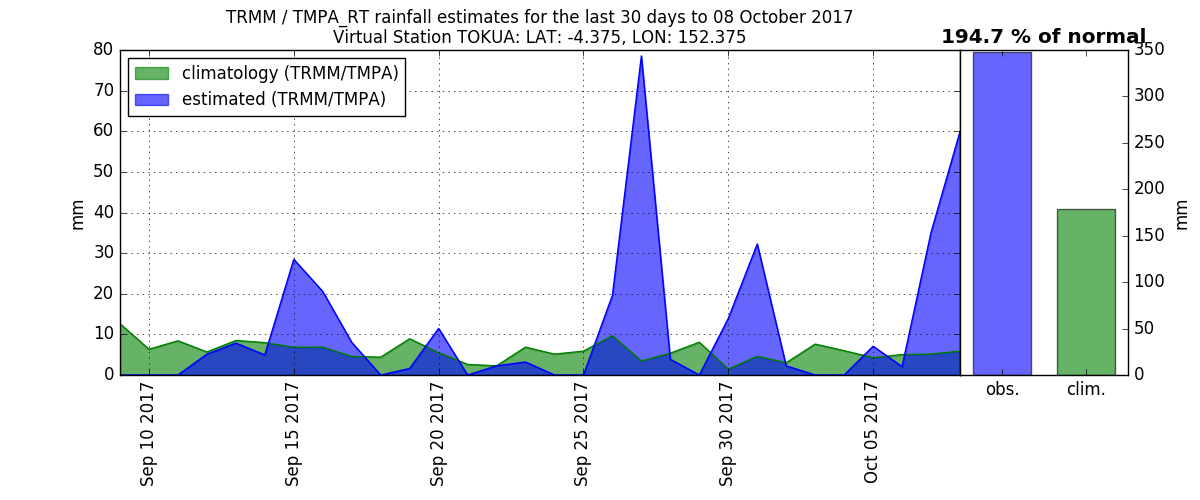 TRMM / TMPA_RT rainfall estimates for the last 30 days to 08 October 2017
Virtual Station TOKUA: LAT: -4.375, LON: 152.375
194.7 % of normal
climatology (TRMM/TMPA)
estimated (TRMM/TMPA)
80
70
60
50
40
30
20
10
0
mm
Sep 10 2017
Sep 15 2017
Sep 20 2017
Sep 25 2017
Sep 30 2017
Oct 05 2017
obs.
clim.
350
300
250
200
150
100
50
0
mm